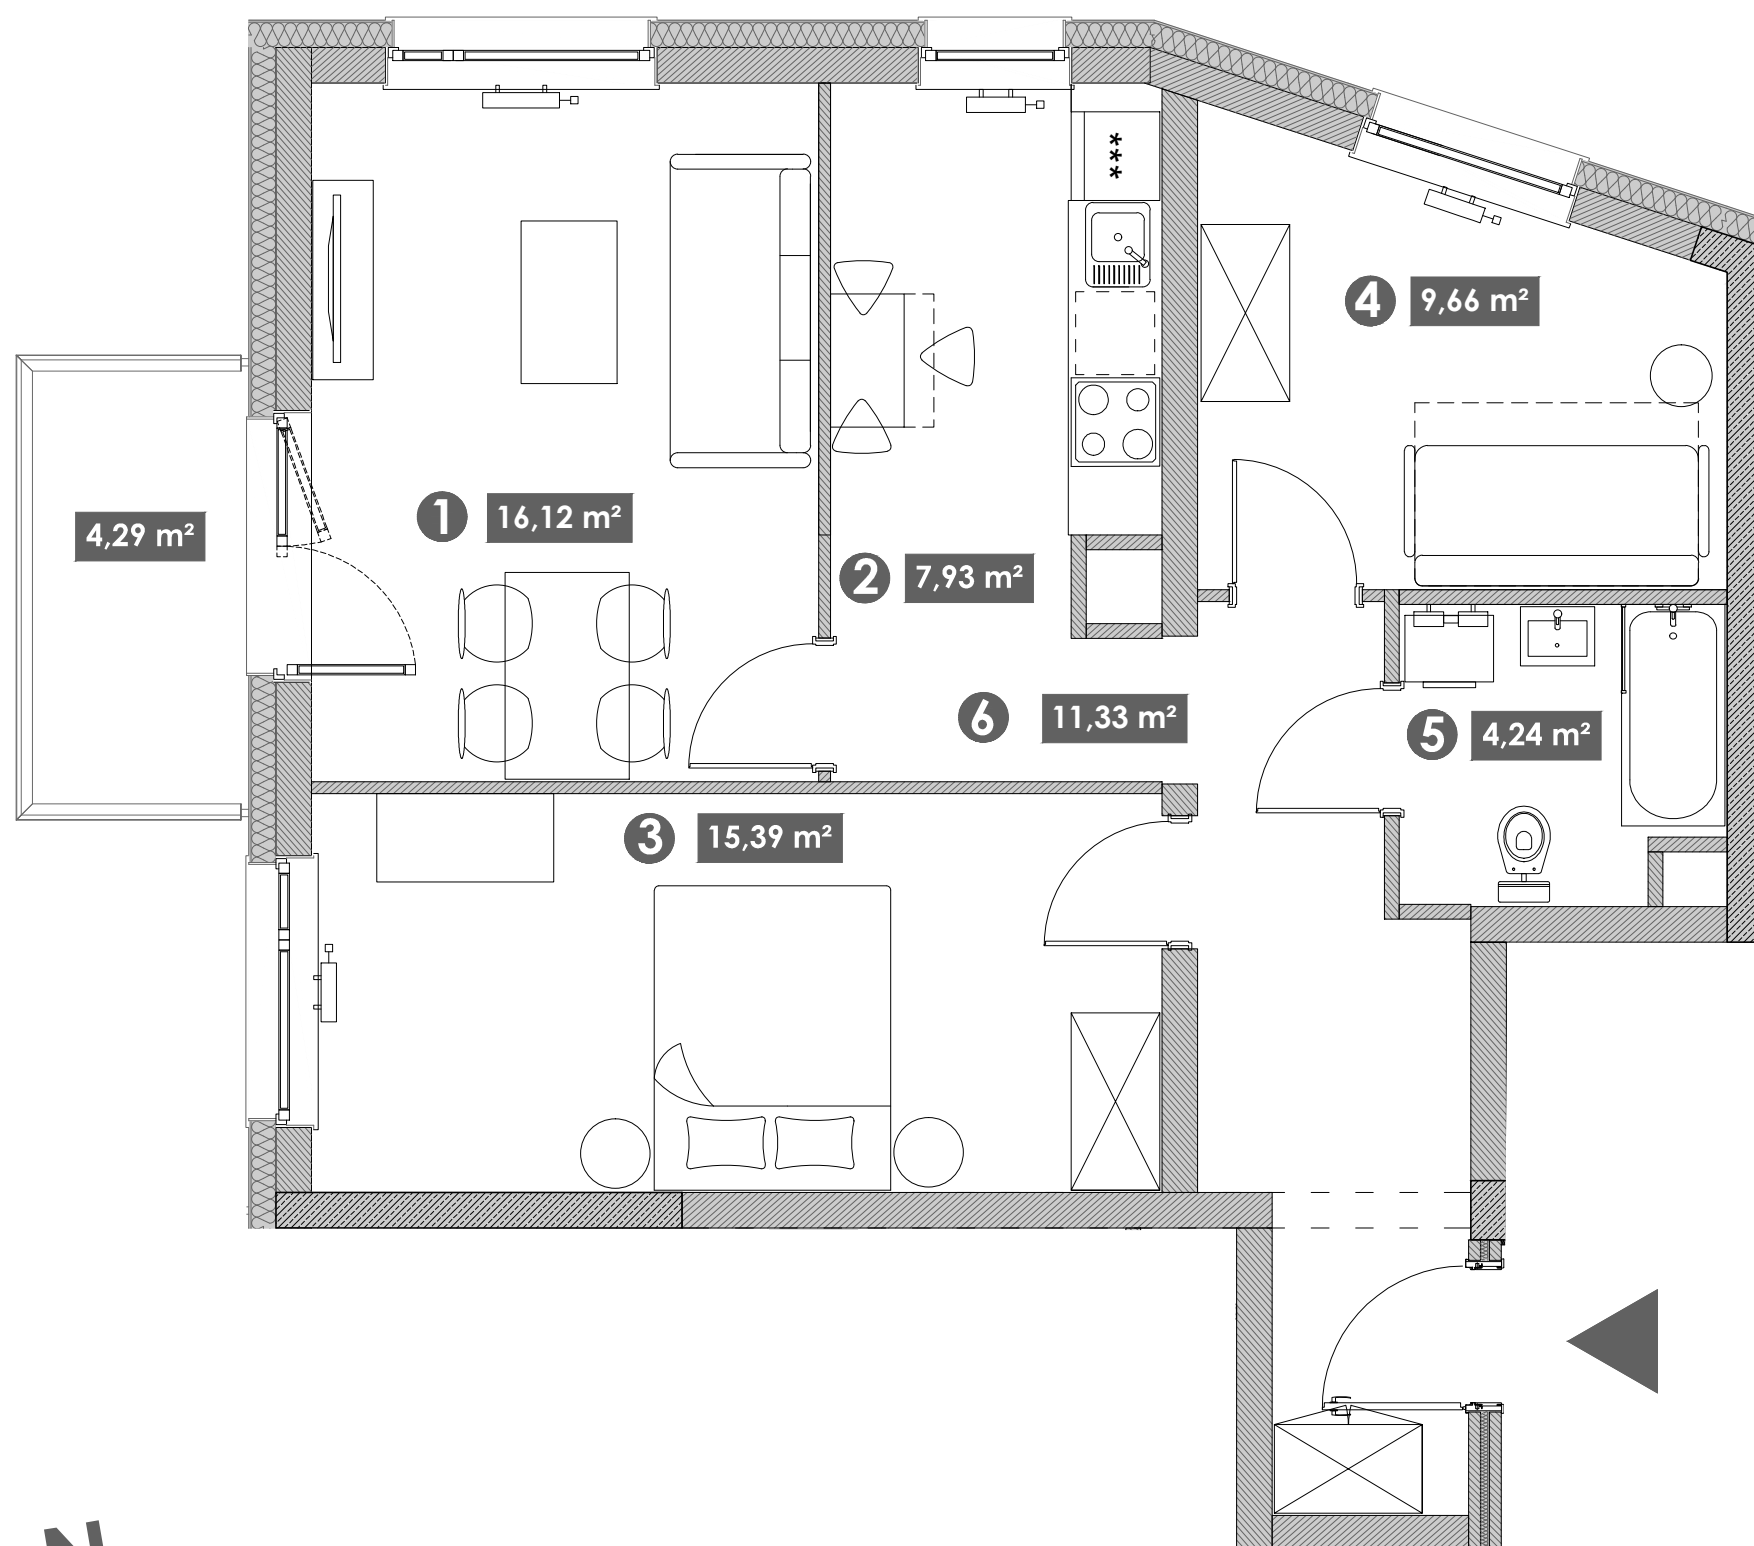 ***
4 9,66 m²
1 16,12 m²
4,29 m²
2 7,93 m²
6 11,33 m²
5 4,24 m²
3 15,39 m²
N